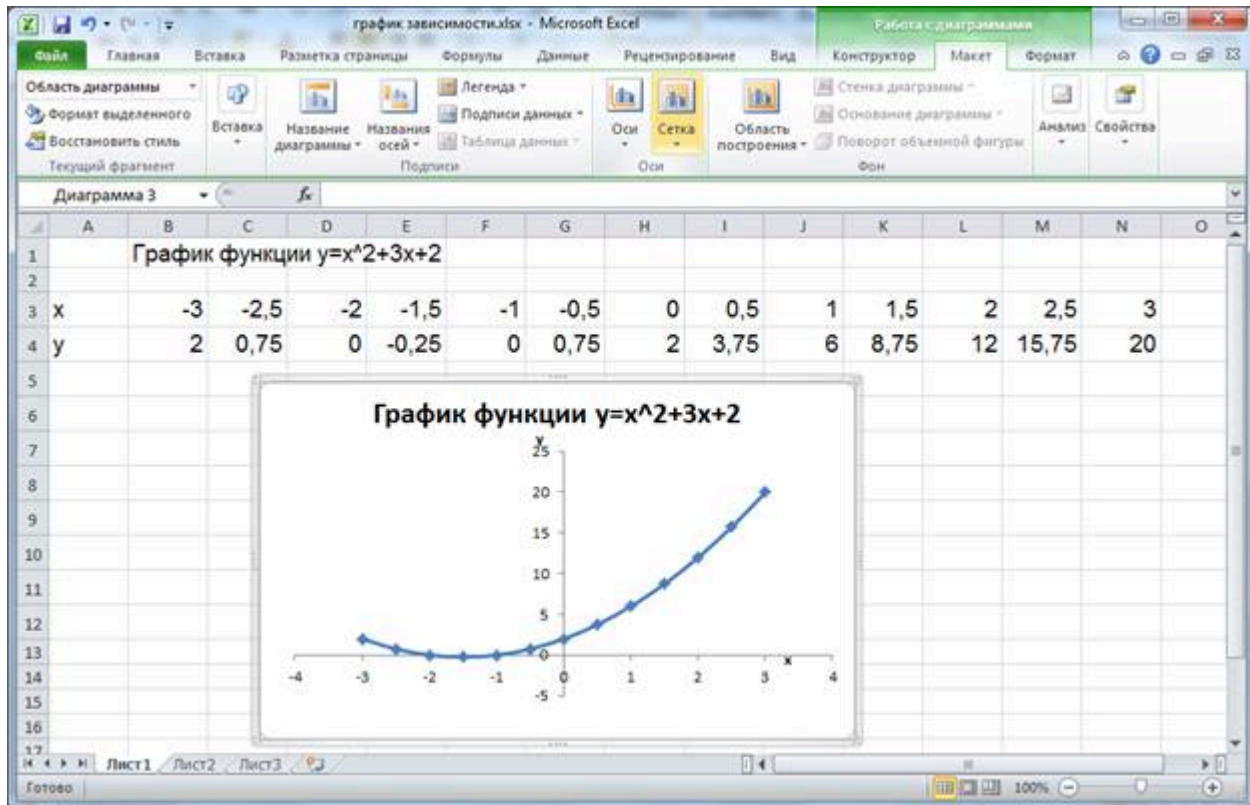 график зависимости.xlsx - Microsoft Excel
Работа с диаграммами
Файл Главная Вставка Разметка страницы Формулы Данные Рецензирование Вид Конструктор Макет Формат
Область диаграммы
Формат выделенного
Восстановить стиль
Текущий фрагмент
Вставка
Название диаграммы
Названия осей
Легенда
Подписи данных
Таблица данных
Подписи
Оси
Сетка
Оси
Область построения
Стенка диаграммы
Основание диаграммы
Поворот объемной фигуры
Фон
Анализ
Свойства
Диаграмма 3 fx
A B C D E F G H I J K L M N O
1 График функции y=x^2+3x+2
2
3 x -3 -2,5 -2 -1,5 -1 -0,5 0 0,5 1 1,5 2 2,5 3
4 y 2 0,75 0 -0,25 0 0,75 2 3,75 6 8,75 12 15,75 20
5
6
7
8
9
10
11
12
13
14
15
16
17
График функции y=x^2+3x+2
y
25
20
15
10
5
0
-5
-4 -3 -2 -1 0 1 2 3 4
x
Лист1 Лист2 Лист3
Готово 100%